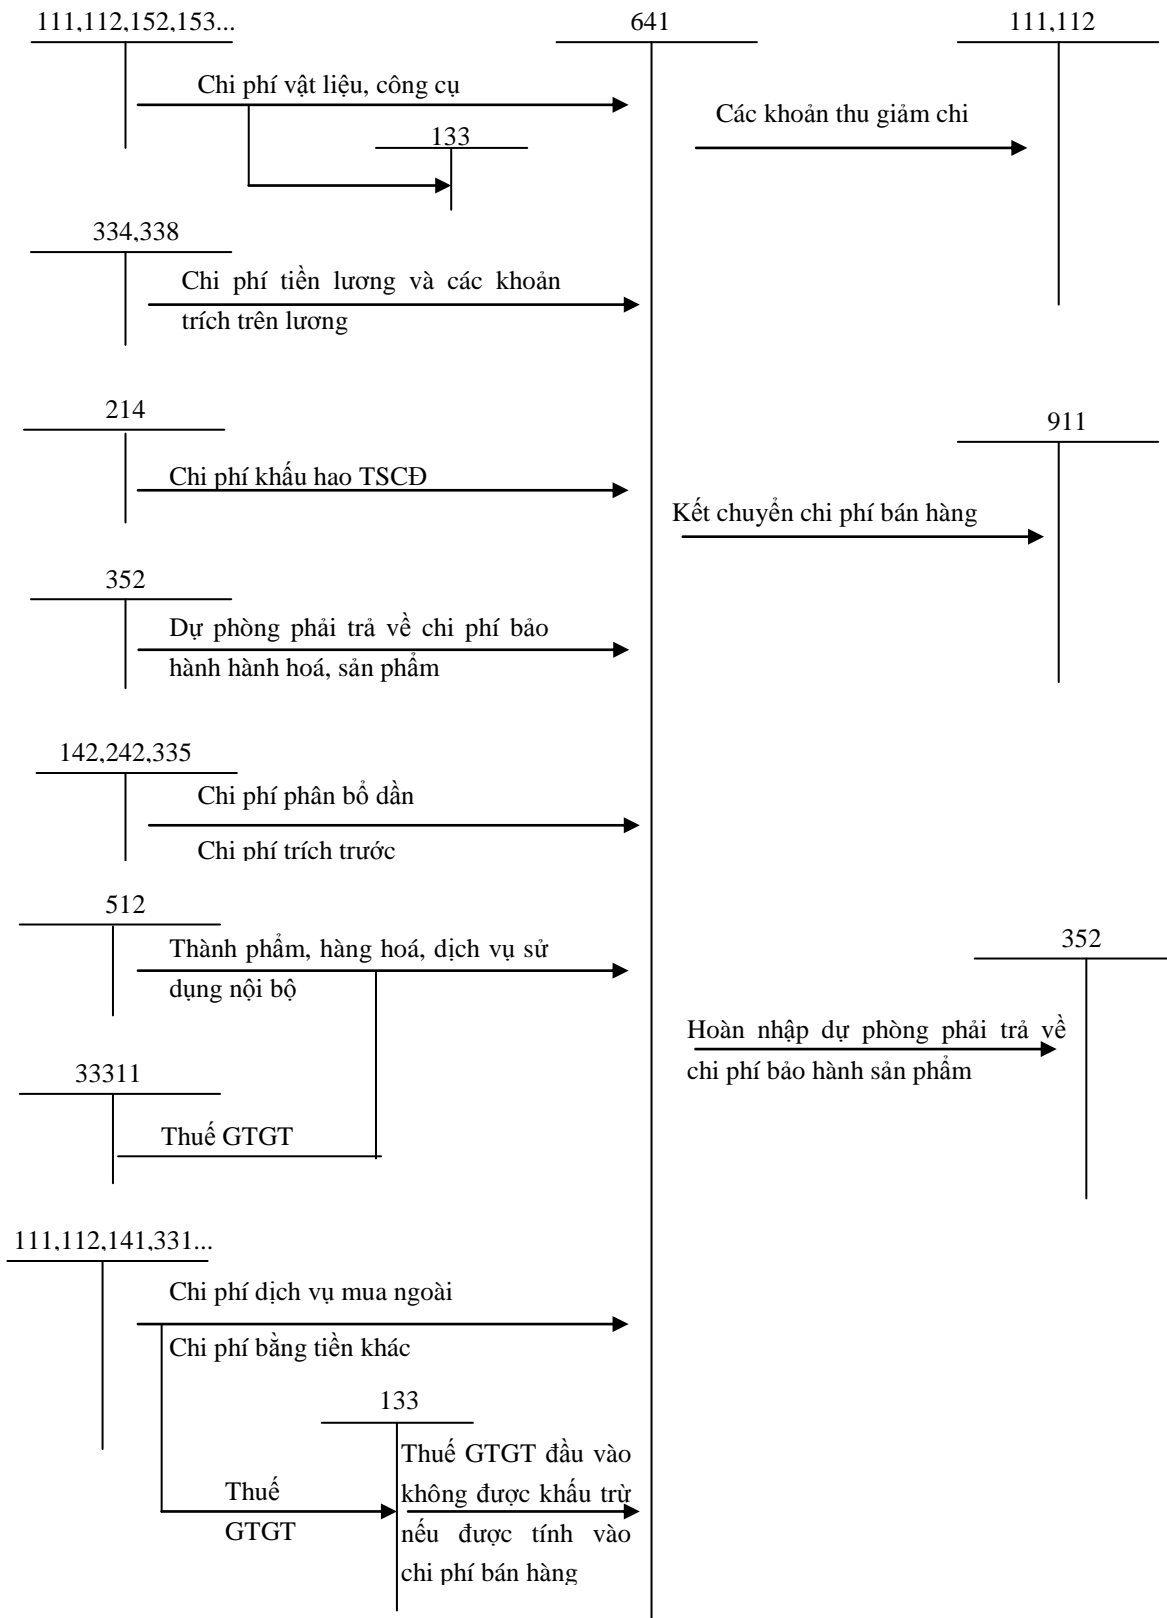 111,112,152,153...
641
111,112
Chi phí vật liệu, công cụ
Các khoản thu giảm chi
133
334,338
Chi phí tiền lương và các khoản
trích trên lương
214
911
Chi phí khấu hao TSCĐ
Kết chuyển chi phí bán hàng
352
Dự phòng phải trả về chi phí bảo
hành hành hoá, sản phẩm
142,242,335
Chi phí phân bổ dần
Chi phí trích trước
512
352
Thành phẩm, hàng hoá, dịch vụ sử
dụng nội bộ
Hoàn nhập dự phòng phải trả về
chi phí bảo hành sản phẩm
33311
Thuế GTGT
111,112,141,331...
Chi phí dịch vụ mua ngoài
Chi phí bằng tiền khác
133
Thuế
GTGT
Thuế GTGT đầu vào
không được khấu trừ
nếu được tính vào
chi phí bán hàng